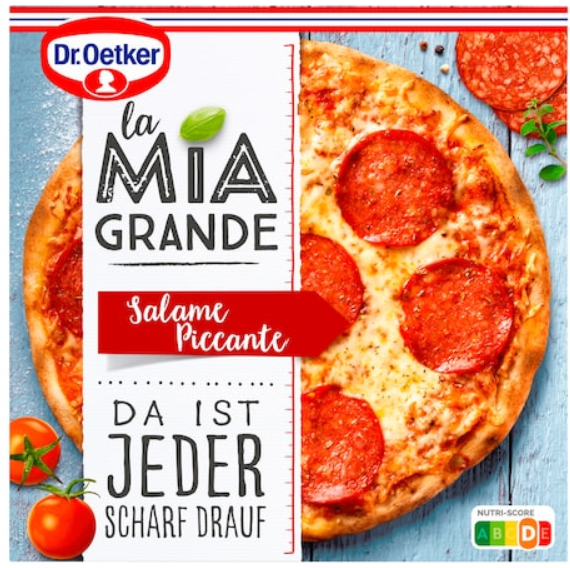 Dr.Oetker
la
MIA
GRANDE
Salame
Piccante
DA IST
JEDER
SCHARF DRAUF
NUTRI-SCORE
A B C D E